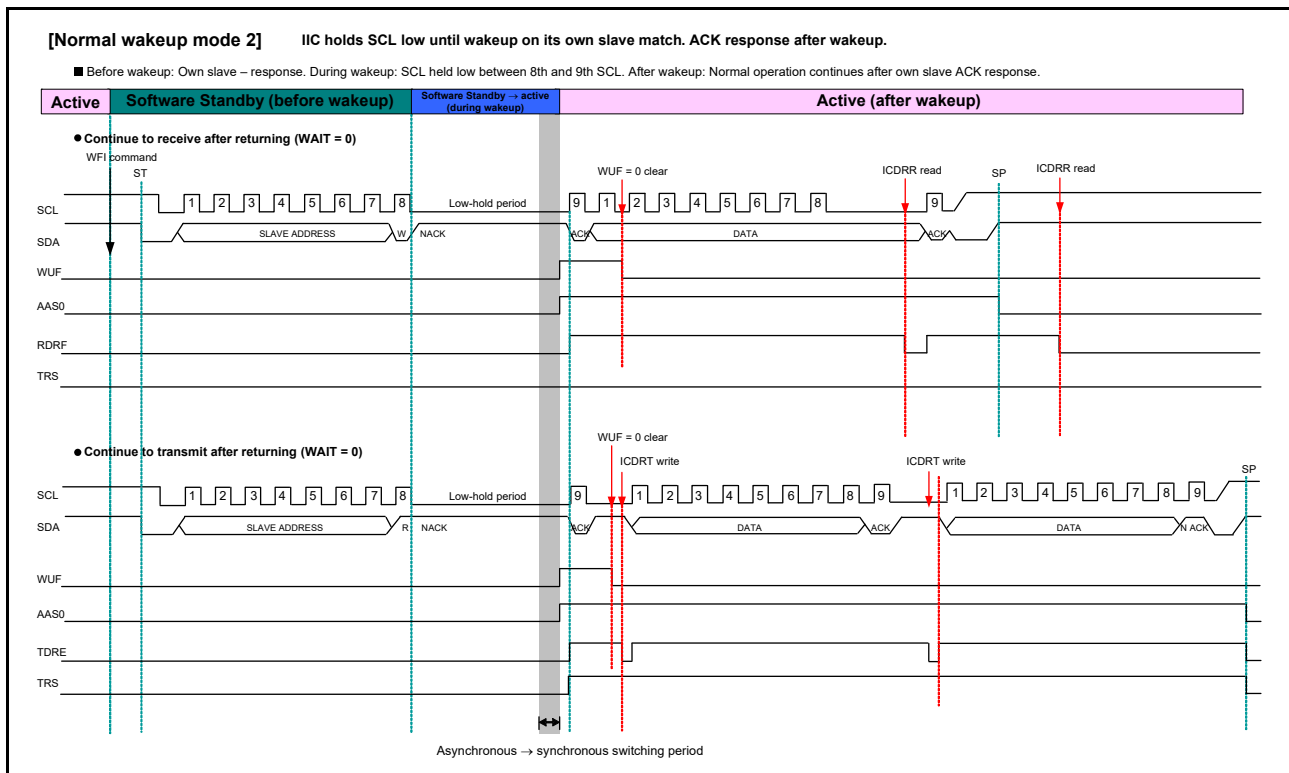 [Normal wakeup mode 2] IIC holds SCL low until wakeup on its own slave match. ACK response after wakeup.
■ Before wakeup: Own slave – response. During wakeup: SCL held low between 8th and 9th SCL. After wakeup: Normal operation continues after own slave ACK response.
Active Software Standby (before wakeup) Software Standby → active (during wakeup) Active (after wakeup)
● Continue to receive after returning (WAIT = 0)
WFI command
ST WUF = 0 clear ICDRR read SP ICDRR read
SCL 1 2 3 4 5 6 7 8 Low-hold period 9 1 2 3 4 5 6 7 8 9
SDA SLAVE ADDRESS W NACK ACK DATA ACK
WUF
AAS0
RDRF
TRS
WUF = 0 clear
● Continue to transmit after returning (WAIT = 0)
ICDRT write ICDRT write SP
SCL 1 2 3 4 5 6 7 8 Low-hold period 9 1 2 3 4 5 6 7 8 9 1 2 3 4 5 6 7 8 9
SDA SLAVE ADDRESS R NACK ACK DATA ACK DATA N ACK
WUF
AAS0
TDRE
TRS
Asynchronous → synchronous switching period